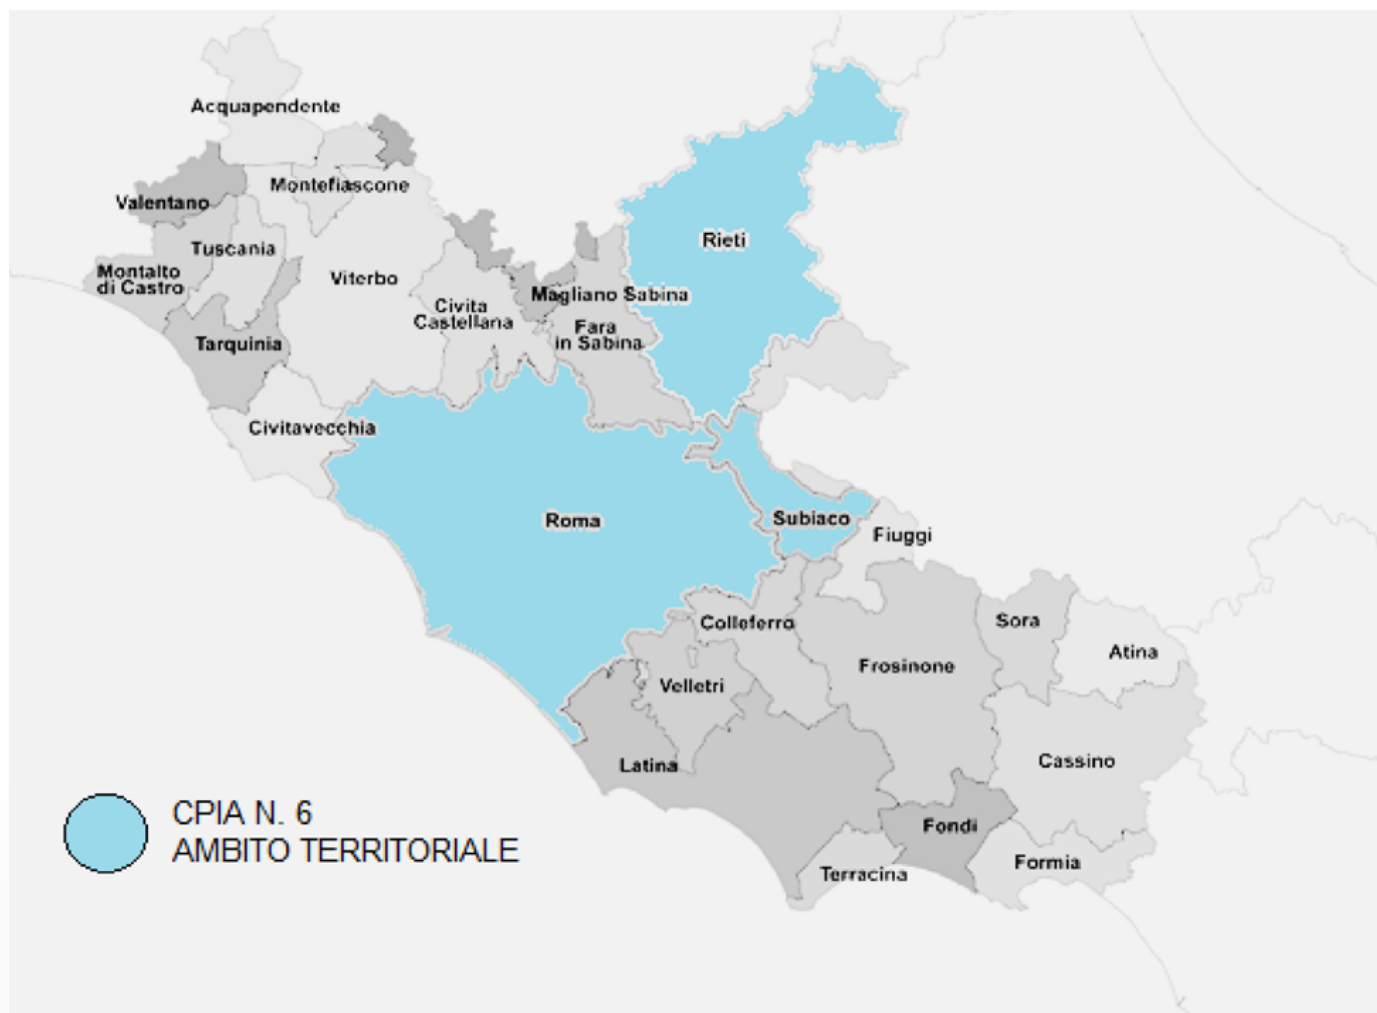 Acquapendente
Montefiascone
Valentano
Rieti
Tuscania
Montalto
di Castro
Viterbo
Magliano Sabina
Civita
Castellana
Fara
in Sabina
Tarquinia
Civitavecchia
Roma
Subiaco
Fiuggi
Colleferro
Sora
Atina
Frosinone
Velletri
Latina
Cassino
Fondi
Formia
Terracina
CPIA N. 6
AMBITO TERRITORIALE